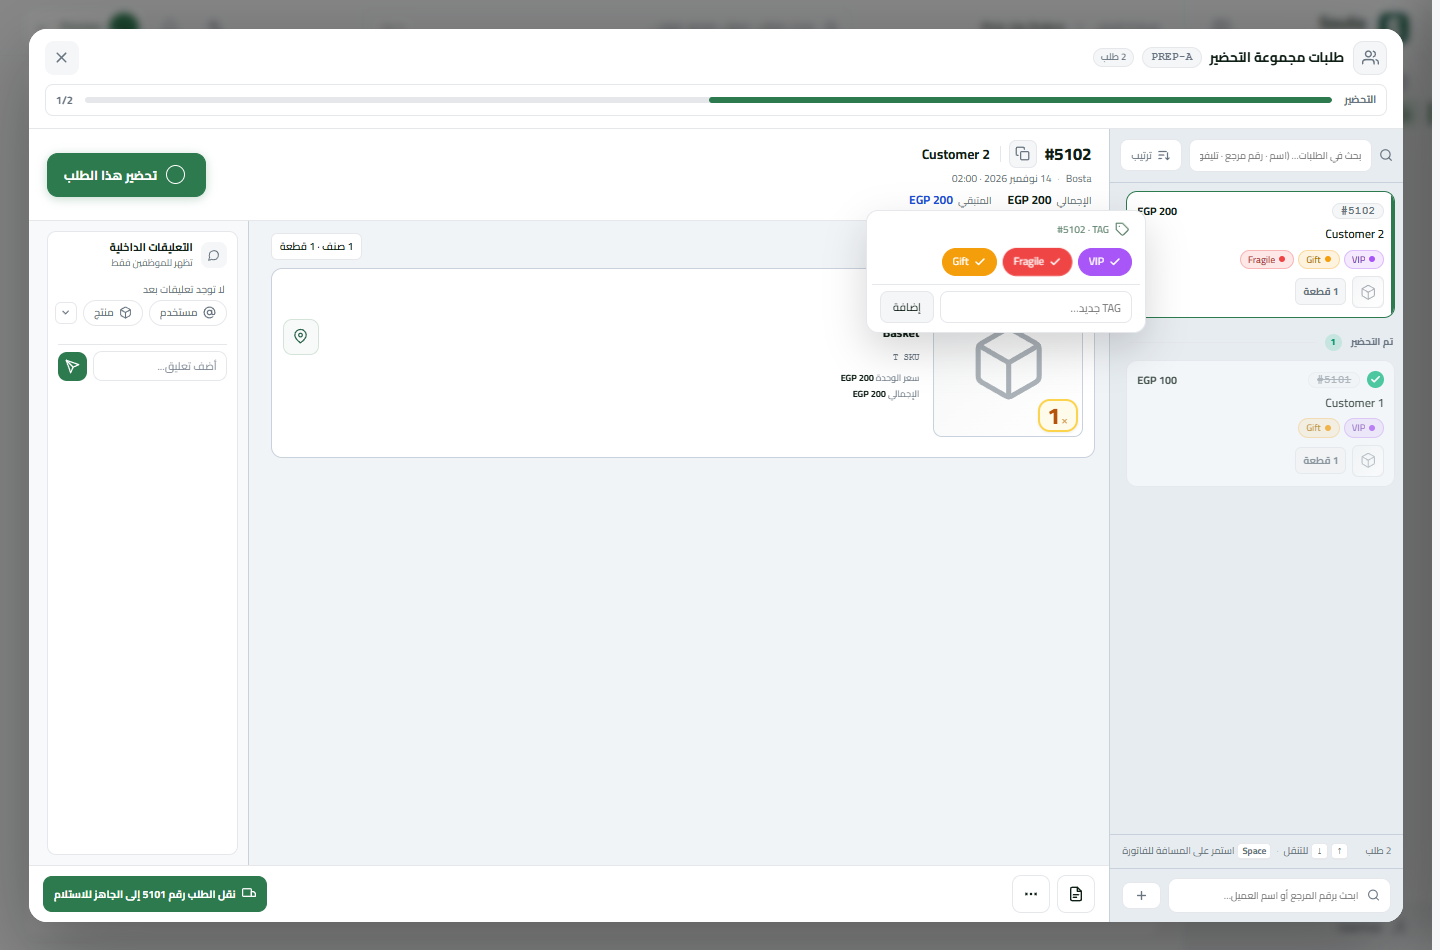 طلبات مجموعة التحضير PREP-A 2 طلب
التحضير 1/2
بحث في الطلبات... (اسم · رقم مرجع · تليفو
ترتيب
#5102 EGP 200
Customer 2
VIP Gift Fragile
1 قطعة
تم التحضير 1
#5101 EGP 100
Customer 1
VIP Gift
1 قطعة
2 طلب ↑ ↓ للتنقل · Space استمر على المسافة للفاتورة
ابحث برقم المرجع أو اسم العميل...
#5102 Customer 2
Bosta · 14 نوفمبر 2026 · 02:00
الإجمالي EGP 200 المتبقي EGP 200
تحضير هذا الطلب
#5102 · TAG
VIP Fragile Gift
TAG جديد...
إضافة
1 صنف · 1 قطعة
Basket
T SKU
سعر الوحدة EGP 200
الإجمالي EGP 200
1×
التعليقات الداخلية
تظهر للموظفين فقط
لا توجد تعليقات بعد
@ مستخدم منتج
أضف تعليق...
نقل الطلب رقم 5101 إلى الجاهز للاستلام